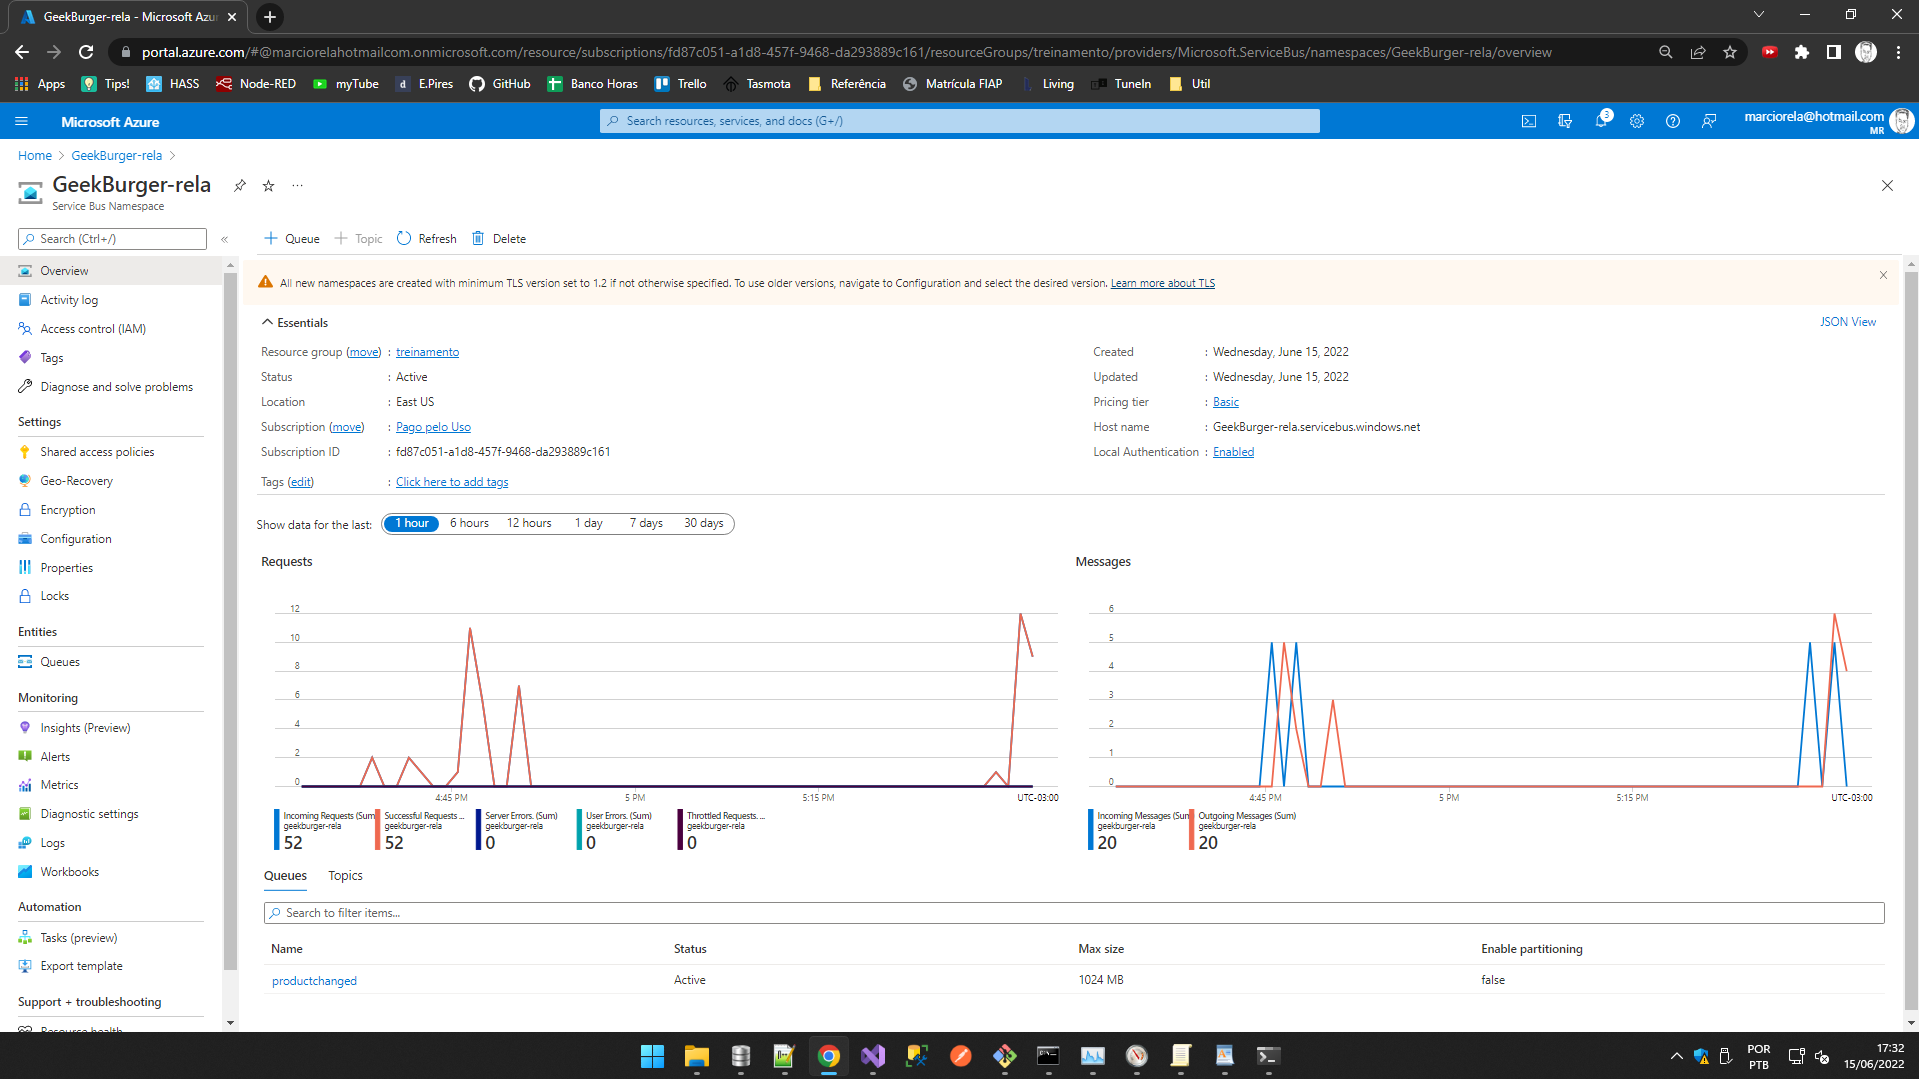 GeekBurger-rela - Microsoft Azur
portal.azure.com/#@marciorelahotmailcom.onmicrosoft.com/resource/subscriptions/fd87c051-a1d8-457f-9468-da293889c161/resourceGroups/treinamento/providers/Microsoft.ServiceBus/namespaces/GeekBurger-rela/overview
Apps Tips! HASS Node-RED myTube E.Pires GitHub Banco Horas Trello Tasmota Referência Matrícula FIAP Living TuneIn Util
Microsoft Azure
Search resources, services, and docs (G+/)
3
marciorela@hotmail.com
MR
Home > GeekBurger-rela >
GeekBurger-rela
Service Bus Namespace
Search (Ctrl+/)
Queue Topic Refresh Delete
Overview
Activity log
Access control (IAM)
Tags
Diagnose and solve problems
Settings
Shared access policies
Geo-Recovery
Encryption
Configuration
Properties
Locks
Entities
Queues
Monitoring
Insights (Preview)
Alerts
Metrics
Diagnostic settings
Logs
Workbooks
Automation
Tasks (preview)
Export template
Support + troubleshooting
Resource health
All new namespaces are created with minimum TLS version set to 1.2 if not otherwise specified. To use older versions, navigate to Configuration and select the desired version. Learn more about TLS
Essentials
JSON View
Resource group (move) : treinamento
Status : Active
Location : East US
Subscription (move) : Pago pelo Uso
Subscription ID : fd87c051-a1d8-457f-9468-da293889c161
Tags (edit) : Click here to add tags
Created : Wednesday, June 15, 2022
Updated : Wednesday, June 15, 2022
Pricing tier : Basic
Host name : GeekBurger-rela.servicebus.windows.net
Local Authentication : Enabled
Show data for the last: 1 hour 6 hours 12 hours 1 day 7 days 30 days
Requests
12
10
8
6
4
2
0
4:45 PM 5 PM 5:15 PM UTC-03:00
Incoming Requests (Sum
geekburger-rela
52
Successful Requests ...
geekburger-rela
52
Server Errors. (Sum)
geekburger-rela
0
User Errors. (Sum)
geekburger-rela
0
Throttled Requests. ...
geekburger-rela
0
Messages
6
5
4
3
2
1
0
4:45 PM 5 PM 5:15 PM UTC-03:00
Incoming Messages (Sum
geekburger-rela
20
Outgoing Messages (Sum)
geekburger-rela
20
Queues Topics
Search to filter items...
Name Status Max size Enable partitioning
productchanged Active 1024 MB false
POR
PTB
17:32
15/06/2022